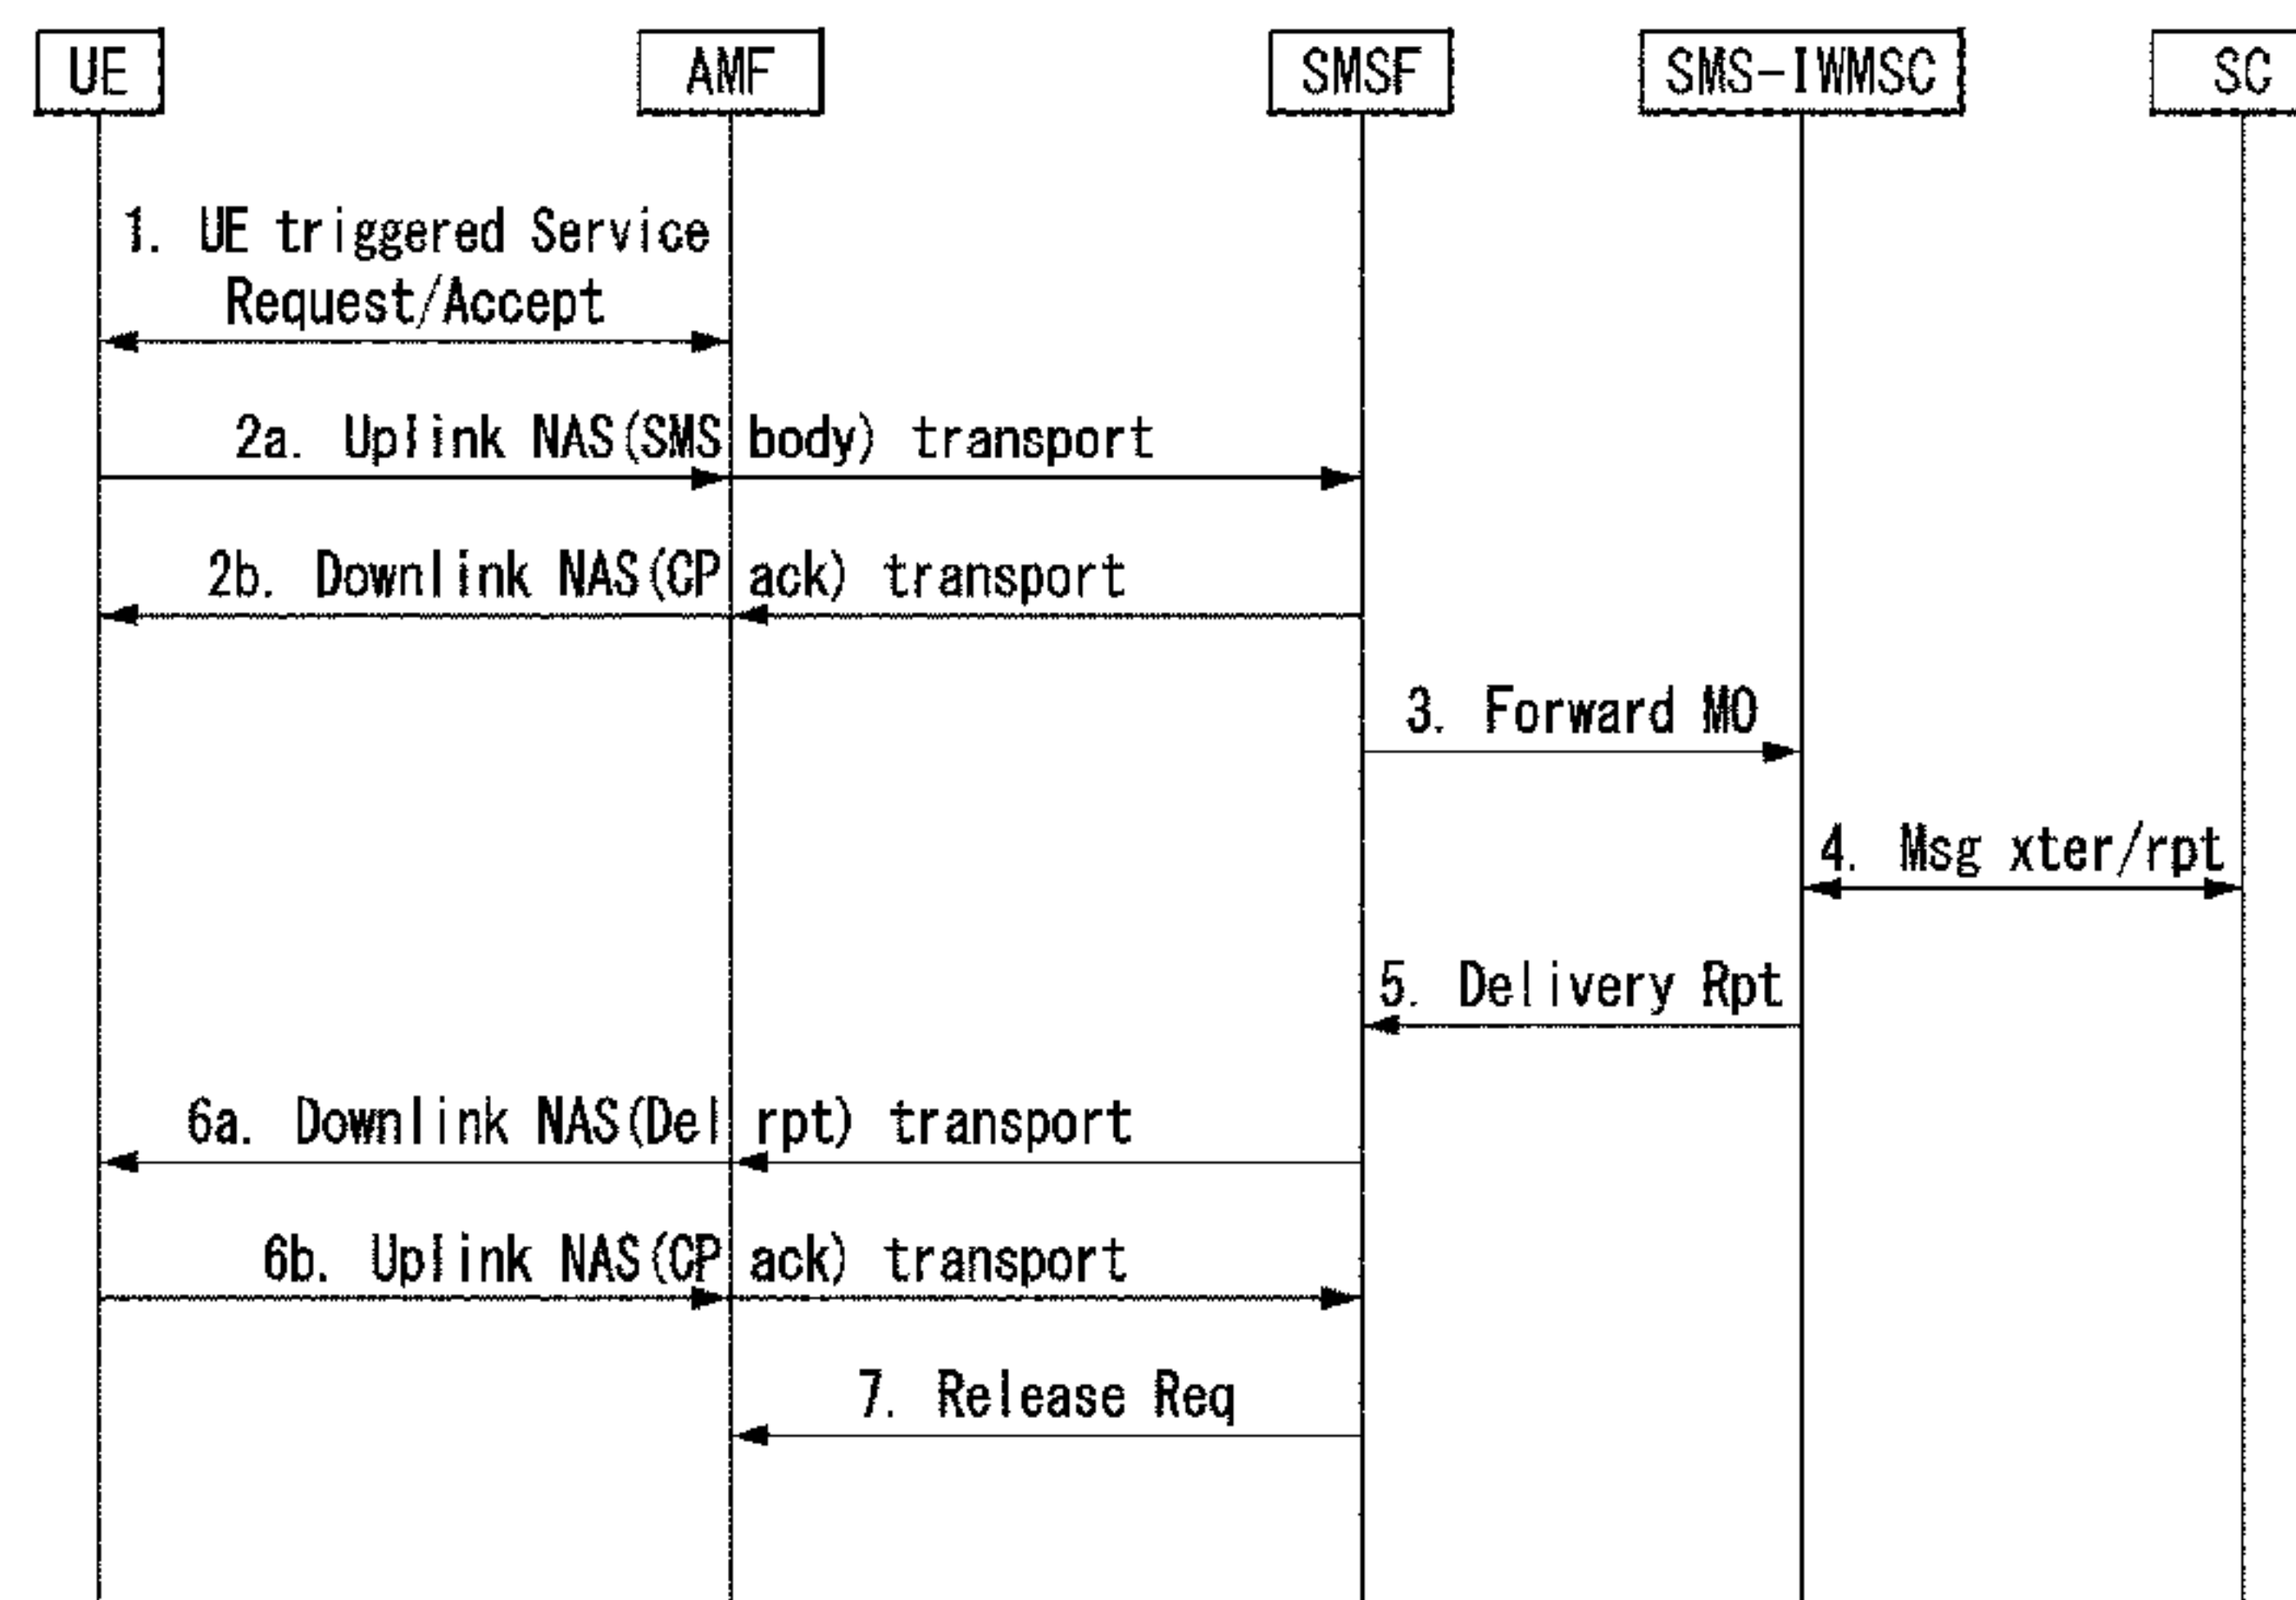 UE
AMF
SMSF
SMS-IWMSC
SC
1. UE triggered Service
Request/Accept
2a. Uplink NAS(SMS body) transport
2b. Downlink NAS(CP ack) transport
3. Forward MO
4. Msg xter/rpt
5. Delivery Rpt
6a. Downlink NAS(Del rpt) transport
6b. Uplink NAS(CP ack) transport
7. Release Req